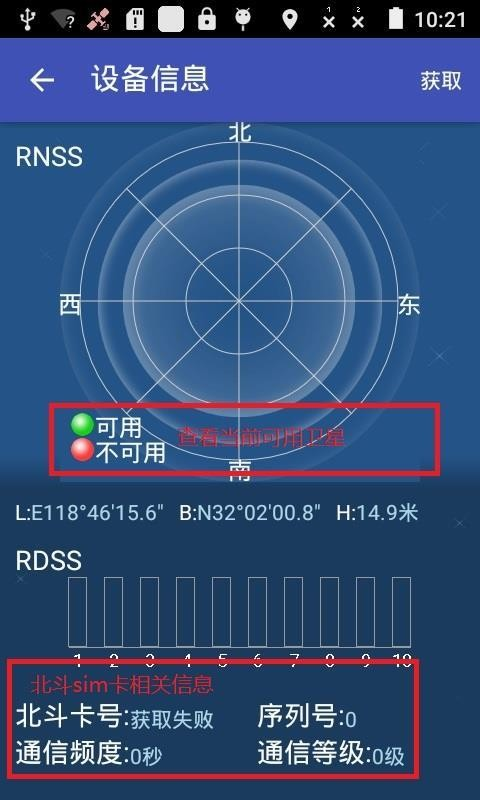 1 2 10:21
设备信息 获取
北
RNSS
西 东
可用
不可用 查看当前可用卫星
南
L:E118°46'15.6" B:N32°02'00.8" H:14.9米
RDSS
1 2 3 4 5 6 7 8 9 10
北斗sim卡相关信息
北斗卡号:获取失败 序列号:0
通信频度:0秒 通信等级:0级